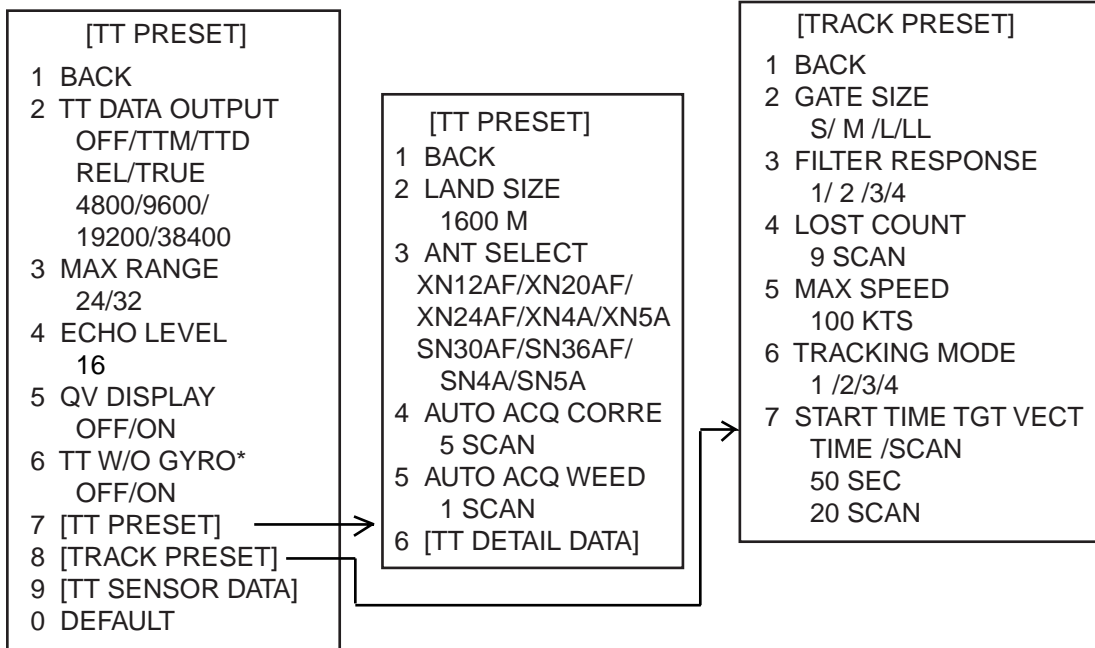 [TT PRESET]
1 BACK
2 TT DATA OUTPUT
OFF/TTM/TTD
REL/TRUE
4800/9600/
19200/38400
3 MAX RANGE
24/32
4 ECHO LEVEL
16
5 QV DISPLAY
OFF/ON
6 TT W/O GYRO*
OFF/ON
7 [TT PRESET]
8 [TRACK PRESET]
9 [TT SENSOR DATA]
0 DEFAULT
[TT PRESET]
1 BACK
2 LAND SIZE
1600 M
3 ANT SELECT
XN12AF/XN20AF/
XN24AF/XN4A/XN5A
SN30AF/SN36AF/
SN4A/SN5A
4 AUTO ACQ CORRE
5 SCAN
5 AUTO ACQ WEED
1 SCAN
6 [TT DETAIL DATA]
[TRACK PRESET]
1 BACK
2 GATE SIZE
S/ M /L/LL
3 FILTER RESPONSE
1/ 2 /3/4
4 LOST COUNT
9 SCAN
5 MAX SPEED
100 KTS
6 TRACKING MODE
1 /2/3/4
7 START TIME TGT VECT
TIME /SCAN
50 SEC
20 SCAN